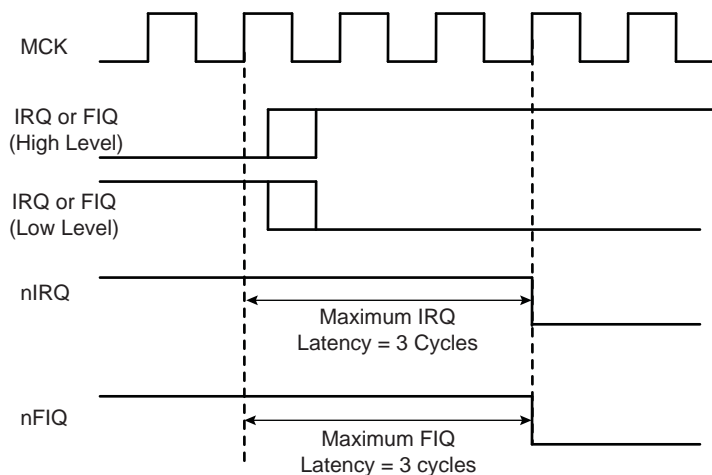 MCK
IRQ or FIQ
(High Level)
IRQ or FIQ
(Low Level)
nIRQ
Maximum IRQ
Latency = 3 Cycles
nFIQ
Maximum FIQ
Latency = 3 cycles